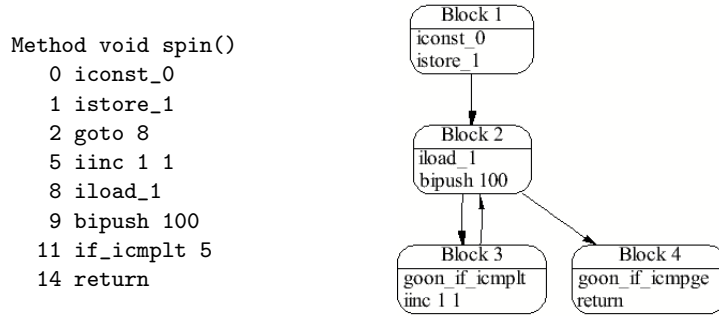 Method void spin()
0 iconst_0
1 istore_1
2 goto 8
5 iinc 1 1
8 iload_1
9 bipush 100
11 if_icmplt 5
14 return
Block 1
iconst_0
istore_1
Block 2
iload_1
bipush 100
Block 3
goon_if_icmplt
iinc 1 1
Block 4
goon_if_icmpge
return